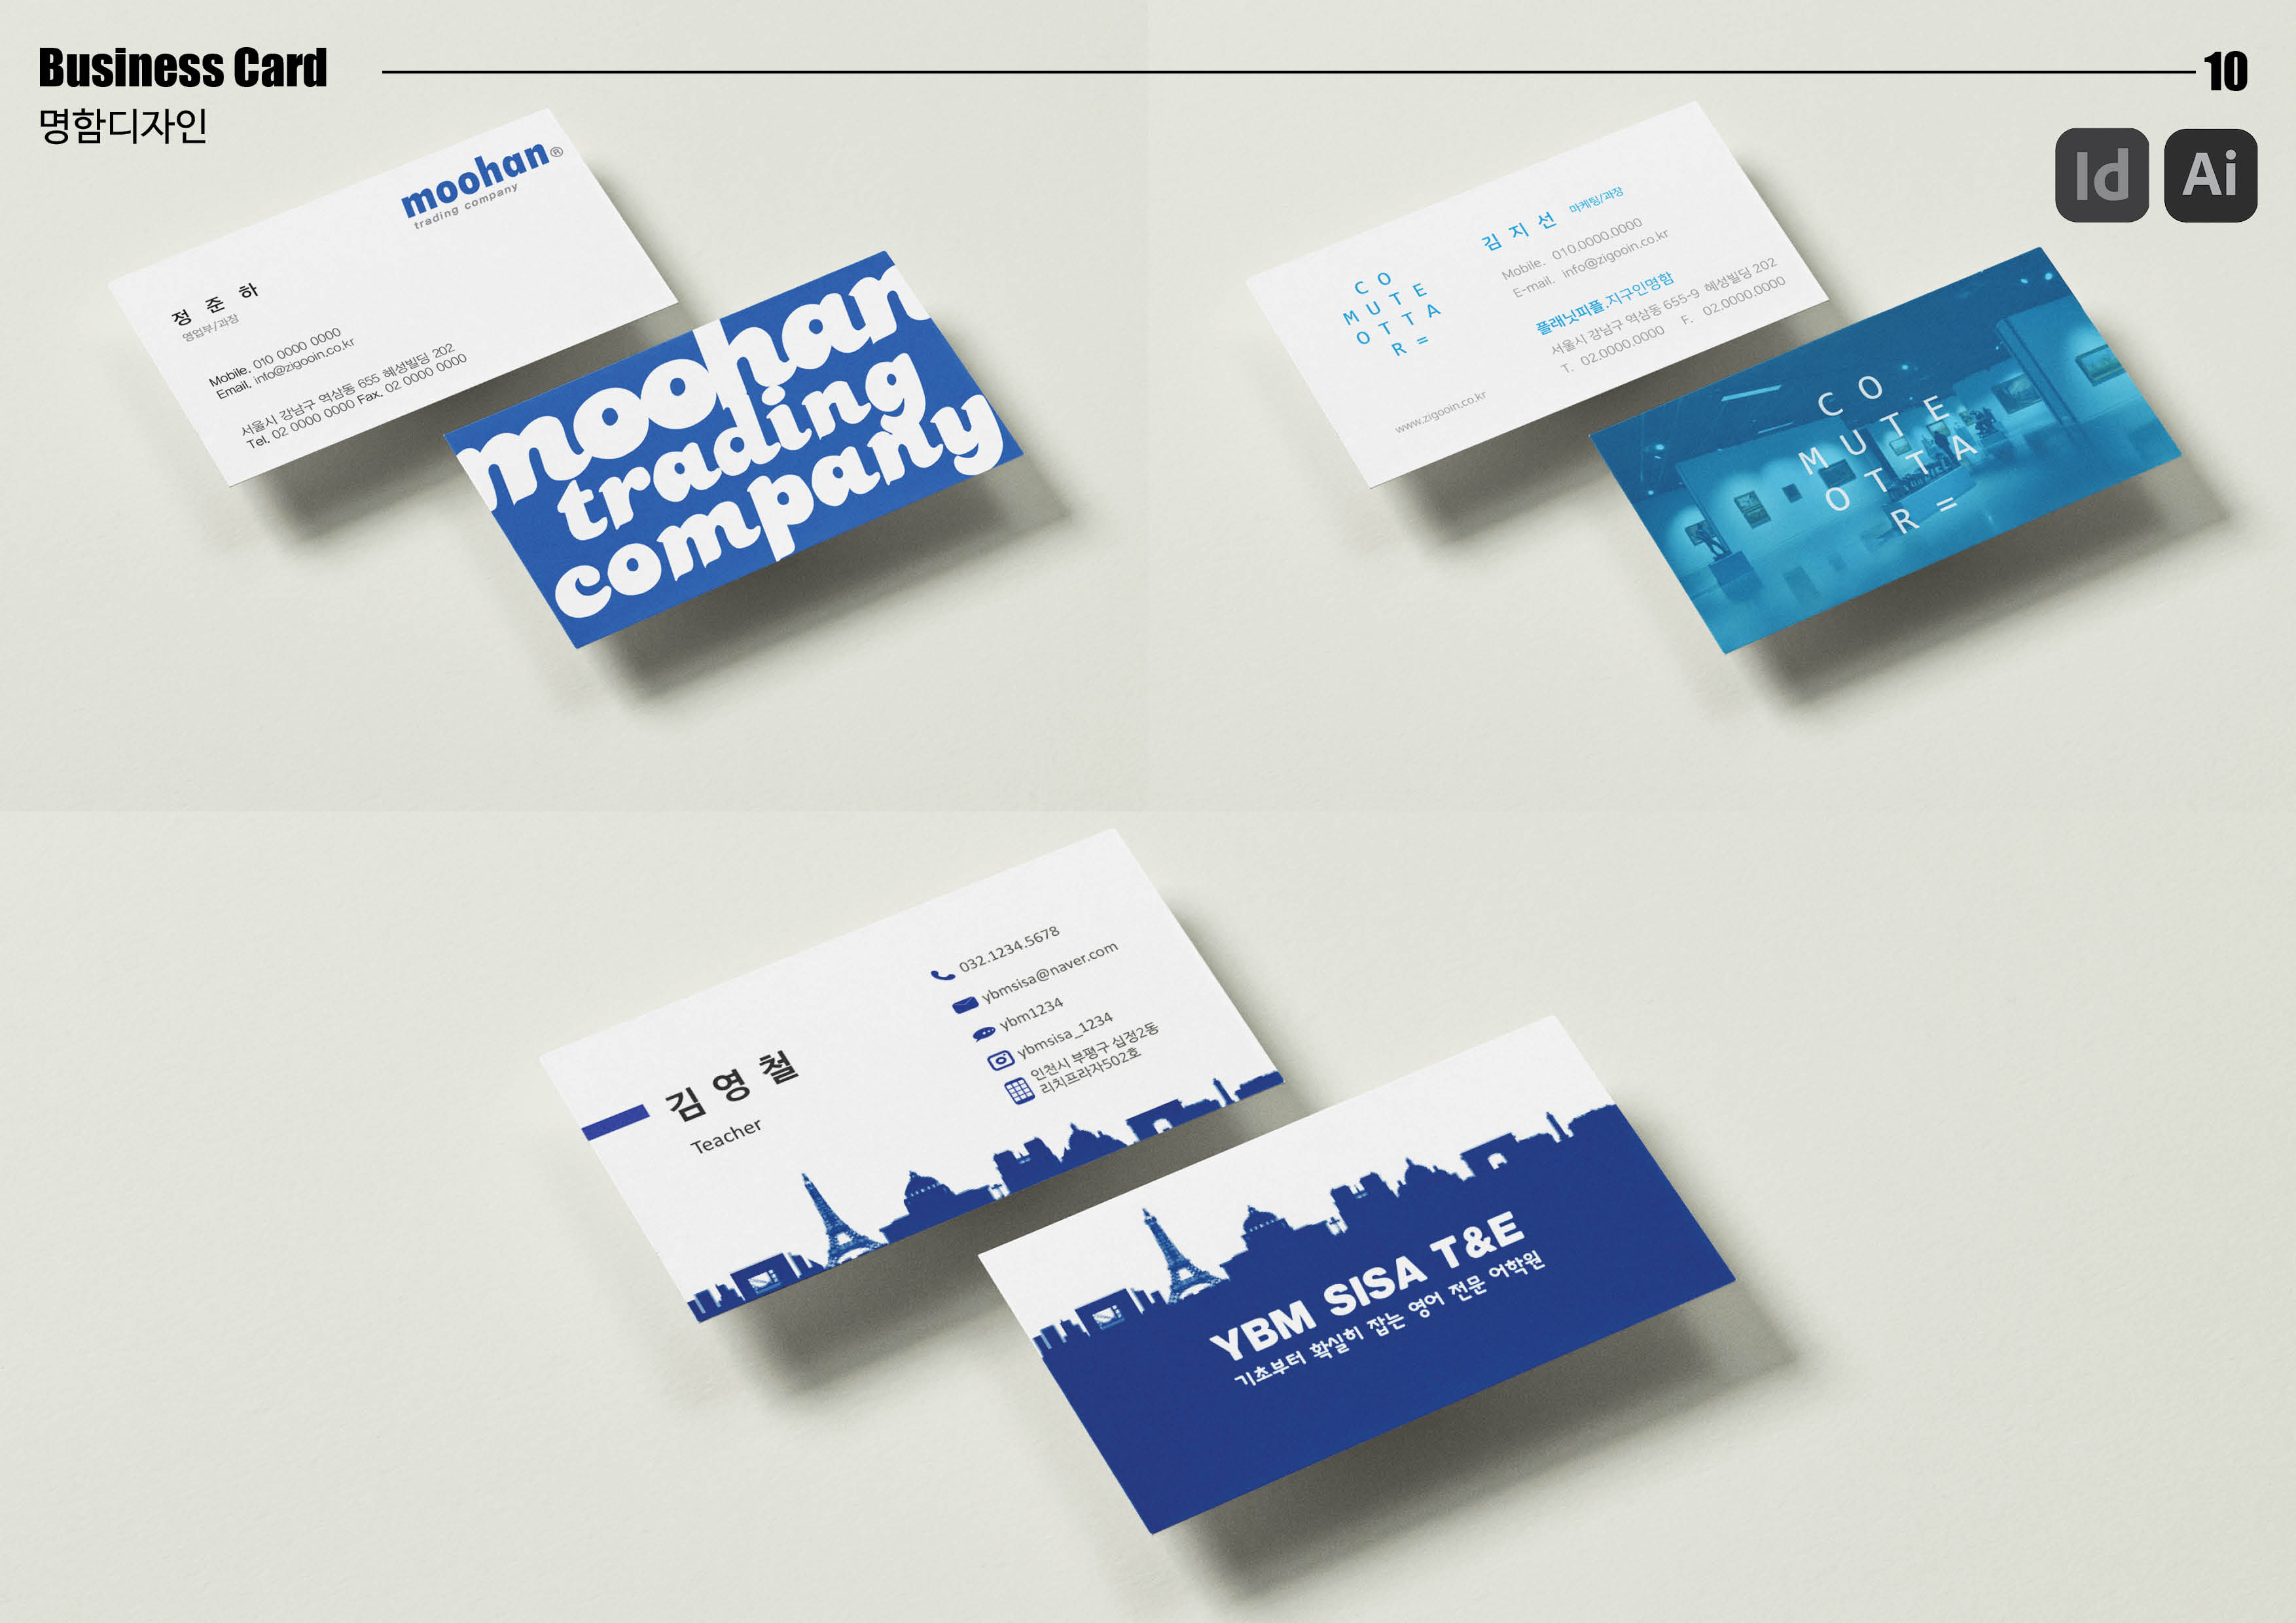 Business Card
10
명함디자인
Id
Ai
moohan®
trading company
정 준 하
영업부/과장
Mobile. 010 0000 0000
Email. info@zigooin.co.kr
서울시 강남구 역삼동 655 혜성빌딩 202
Tel. 02 0000 0000 Fax. 02 0000 0000
moohan
trading
company
CO
MUTE
OTTA
R=
김 지 선 마케팅/과장
Mobile. 010.0000.0000
E-mail. info@zigooin.co.kr
플래닛피플.지구인명함
서울시 강남구 역삼동 655-9 혜성빌딩 202
T. 02.0000.0000 F. 02.0000.0000
www.zigooin.co.kr
CO
MUTE
OTTA
R=
김 영 철
Teacher
032.1234.5678
ybmsisa@naver.com
ybm1234
ybmsisa_1234
인천시 부평구 십정2동
리치프라자502호
YBM SISA T&E
기초부터 확실히 잡는 영어 전문 어학원